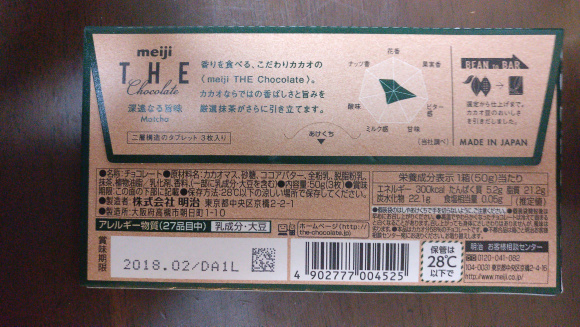 meiji
THE
Chocolate
深遠なる旨味
Matcha
二層構造のタブレット 3枚入り
香りを食べる、こだわりカカオの
〈meiji THE Chocolate〉。
カカオならではの香ばしさと旨みを
厳選抹茶がさらに引き立てます。
あけくち
花香
ナッツ香
果実香
酸味
ビター感
ミルク感
甘味
(当社調べ)
BEAN to BAR
選定から仕上げまで。
カカオ豆のおいしさ
を引きだしました。
MADE IN JAPAN
●名称:チョコレート●原材料名:カカオマス、砂糖、ココアバター、全粉乳、脱脂粉乳、
抹茶、植物油脂/乳化剤、香料、(一部に乳成分・大豆を含む)●内容量:50g(3枚)●賞味
期限:この面の下部に記載●保存方法:28℃以下の涼しい場所で保存してください。
●製造者 株式会社 明治 東京都中央区京橋2-2-1
●製造所:大阪府高槻市朝日町1-10
アレルギー物質(27品目中) 乳成分・大豆
栄養成分表示 1箱(50g)当たり
エネルギー 300kcal たんぱく質 5.2g 脂質 21.2g
炭水化物 22.1g 食塩相当量 0.05g (推定値)
賞味期限
2018.02/DA1L
ホームページ(http://
the-chocolate.jp)
4 902777 004525
保管は
28℃
以下で
明治 お客様相談センター
0120-041-082
104-0031 東京都中央区京橋2-4-16
http://www.meiji.co.jp/